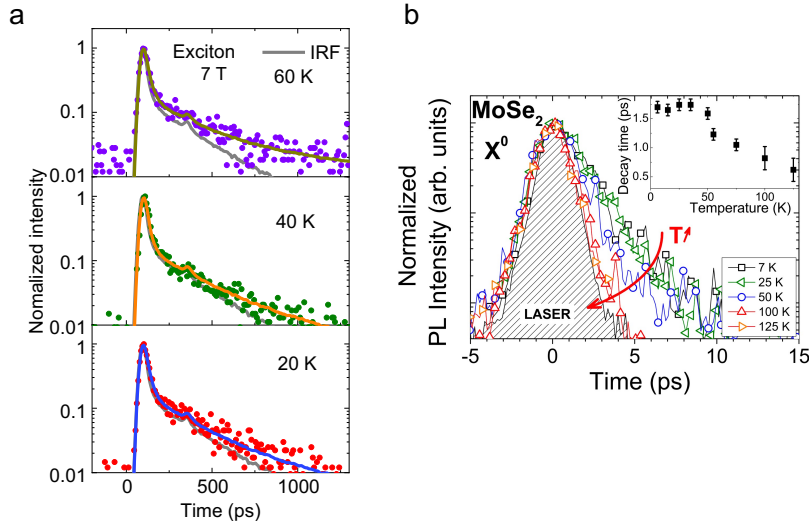 a
Exciton
7 T
IRF
60 K
1
0.1
0.01
40 K
1
0.1
0.01
20 K
1
0.1
0.01
0
500
1000
Time (ps)
Nomalized intensity
b
MoSe2
X0
Normalized
PL Intensity (arb. units)
LASER
T
-5
0
5
10
15
Time (ps)
Decay time (ps)
1.5
1.0
0.5
0
50
100
Temperature (K)
7 K
25 K
50 K
100 K
125 K